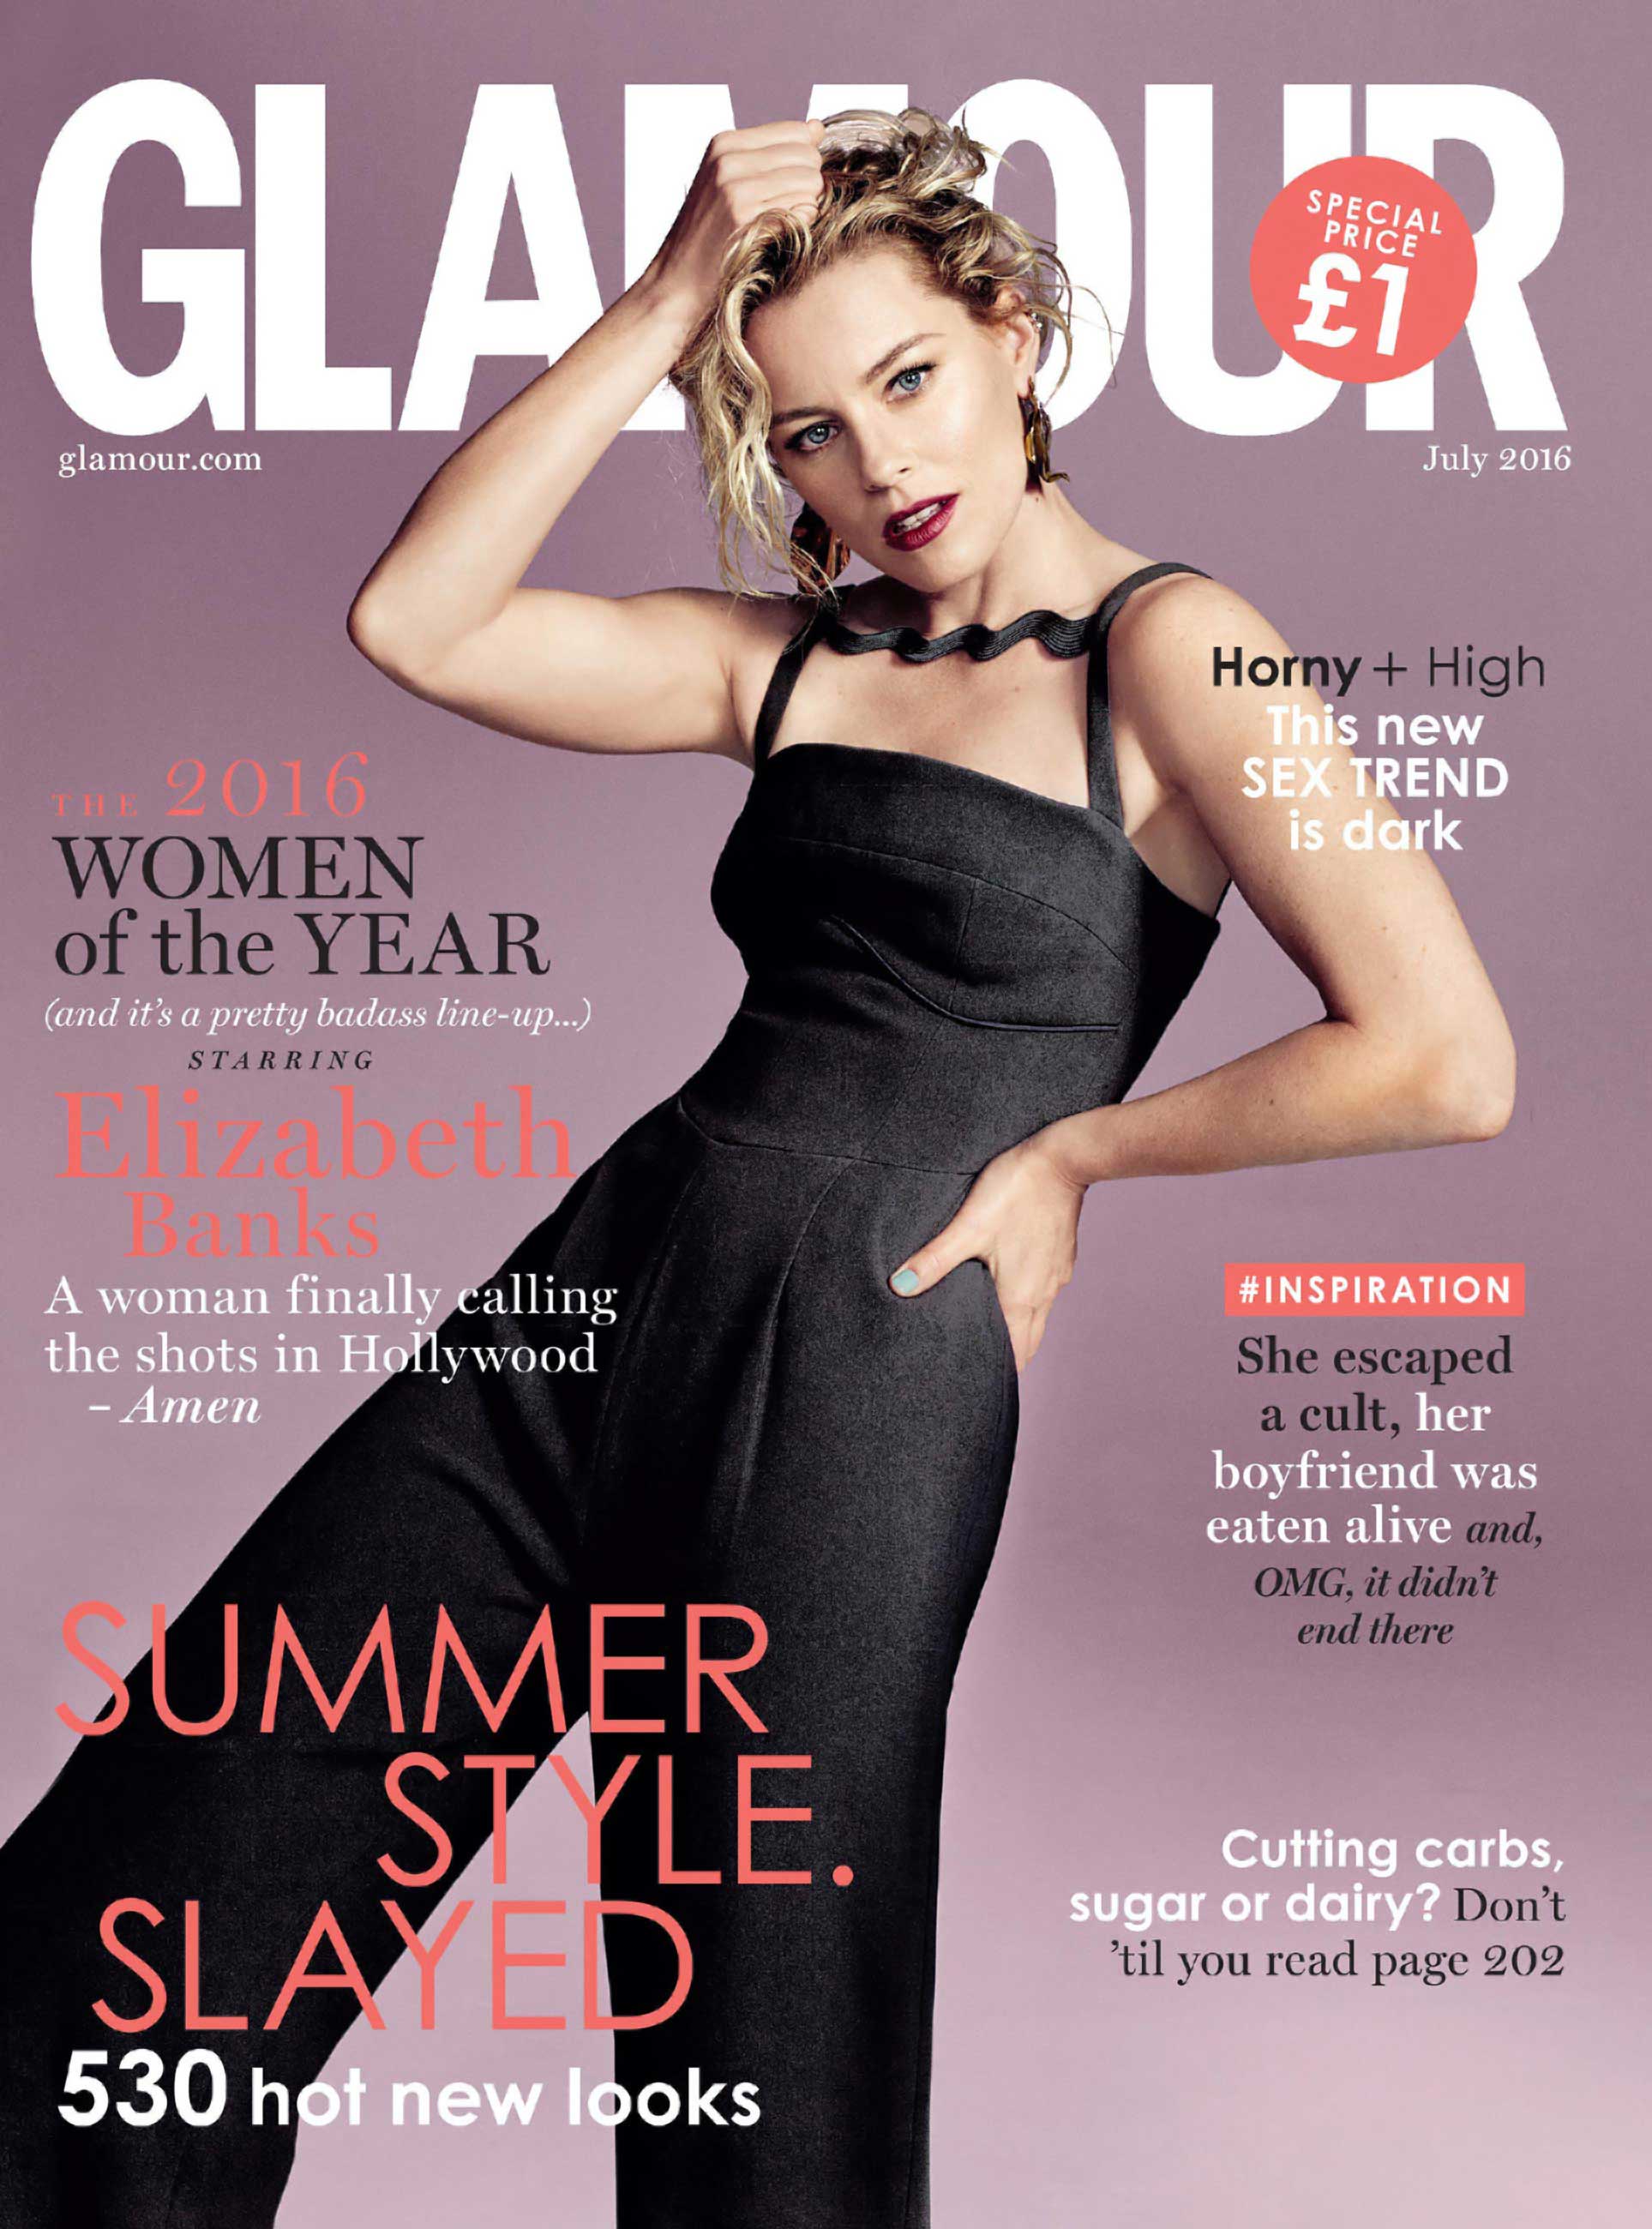 GLAMOUR
SPECIAL
PRICE
£1
glamour.com
July 2016
Horny + High
This new
SEX TREND
is dark
THE 2016
WOMEN
of the YEAR
(and it's a pretty badass line-up...)
STARRING
Elizabeth
Banks
A woman finally calling
the shots in Hollywood
– Amen
#INSPIRATION
She escaped
a cult, her
boyfriend was
eaten alive and,
OMG, it didn't
end there
SUMMER
STYLE.
SLAYED
530 hot new looks
Cutting carbs,
sugar or dairy? Don't
'til you read page 202